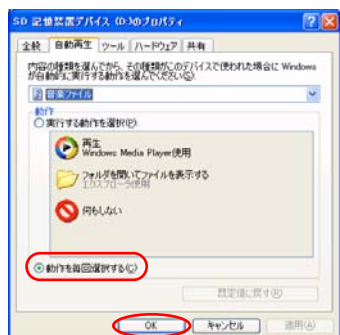 SD 記憶装置デバイス (D:)のプロパティ
全般 自動再生 ツール ハードウェア 共有
内容の種類を選んでから、その種類がこのデバイスで使われた場合に Windows
が自動的に実行する動作を選んでください(S):
音楽ファイル
動作
実行する動作を選択(P):
再生
Windows Media Player使用
フォルダを開いてファイルを表示する
エクスプローラ使用
何もしない
動作を毎回選択する(C)
既定値に戻す(R)
OK キャンセル 適用(A)